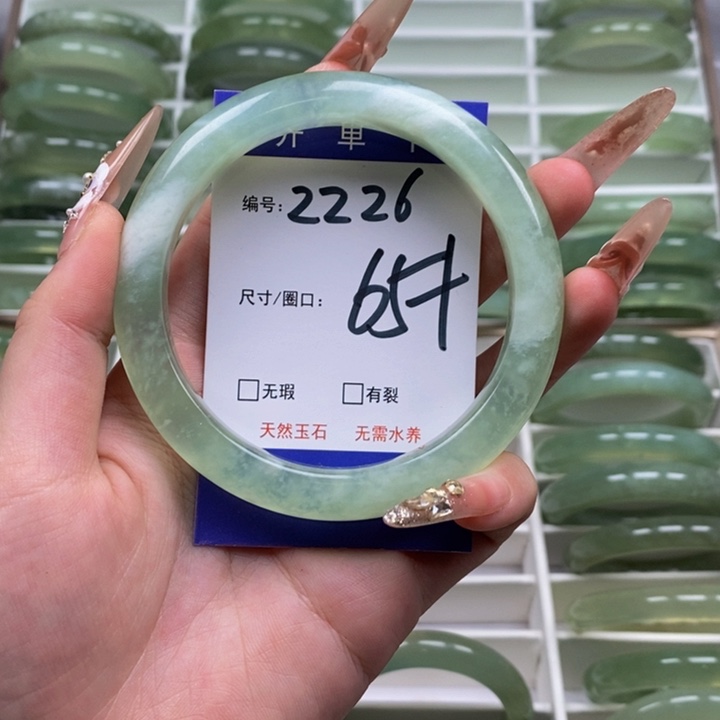 开单卡
编号：2226
尺寸/圈口：65+
□无瑕 □有裂
天然玉石 无需水养